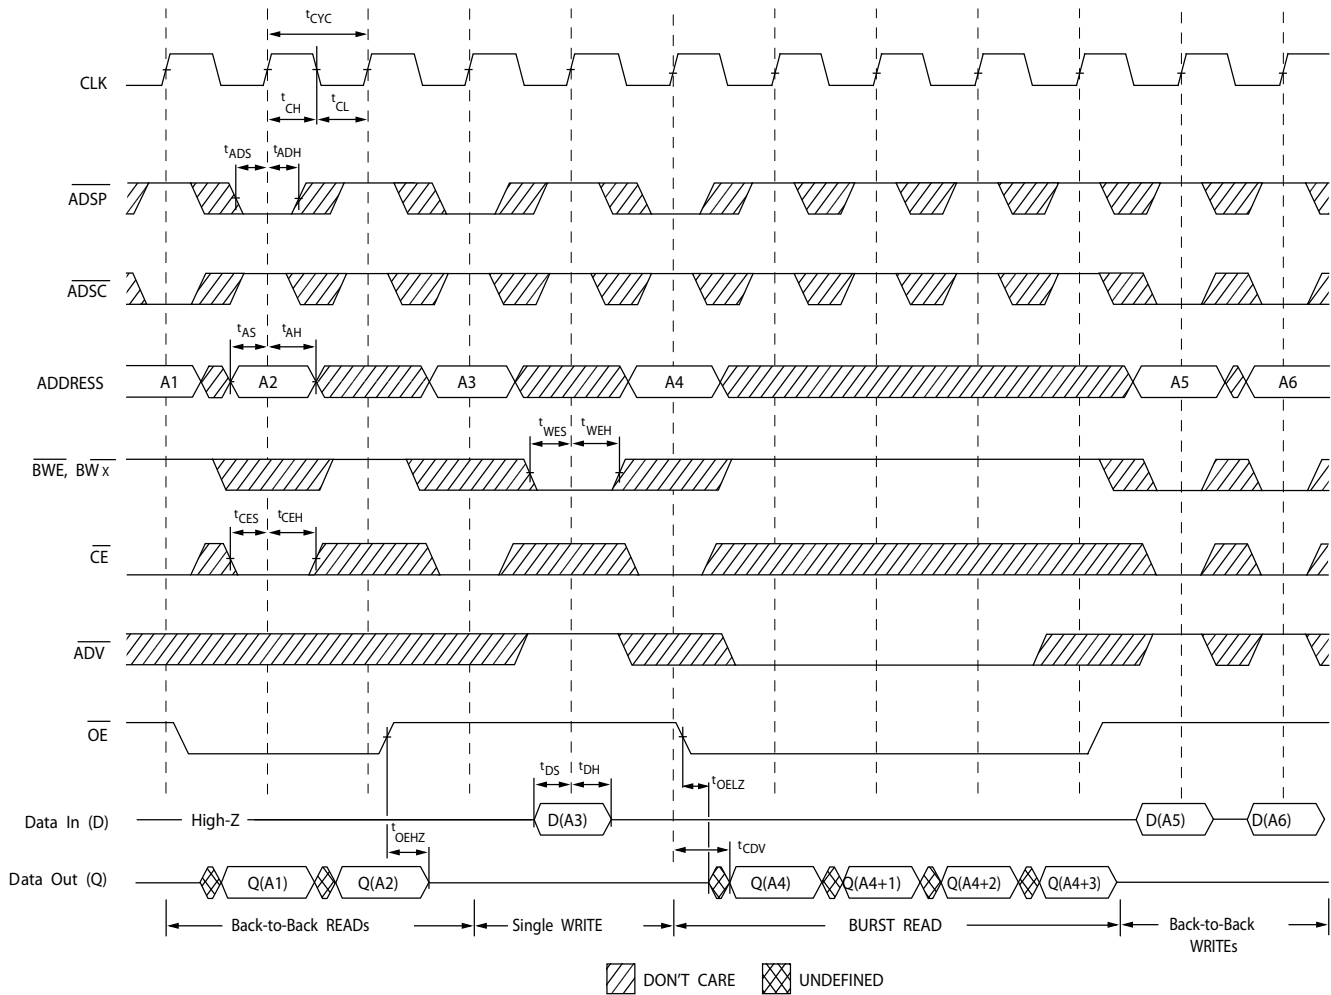 tCYC
CLK
tCH tCL
tADS tADH
ADSP
ADSC
tAS tAH
ADDRESS A1 A2 A3 A4 A5 A6
tWES tWEH
BWE, BW x
tCES tCEH
CE
ADV
OE
tDS tDH tOELZ
Data In (D) High-Z D(A3) D(A5) D(A6)
tOEHZ tCDV
Data Out (Q) Q(A1) Q(A2) Q(A4) Q(A4+1) Q(A4+2) Q(A4+3)
Back-to-Back READs Single WRITE BURST READ Back-to-Back
WRITEs
DON'T CARE UNDEFINED